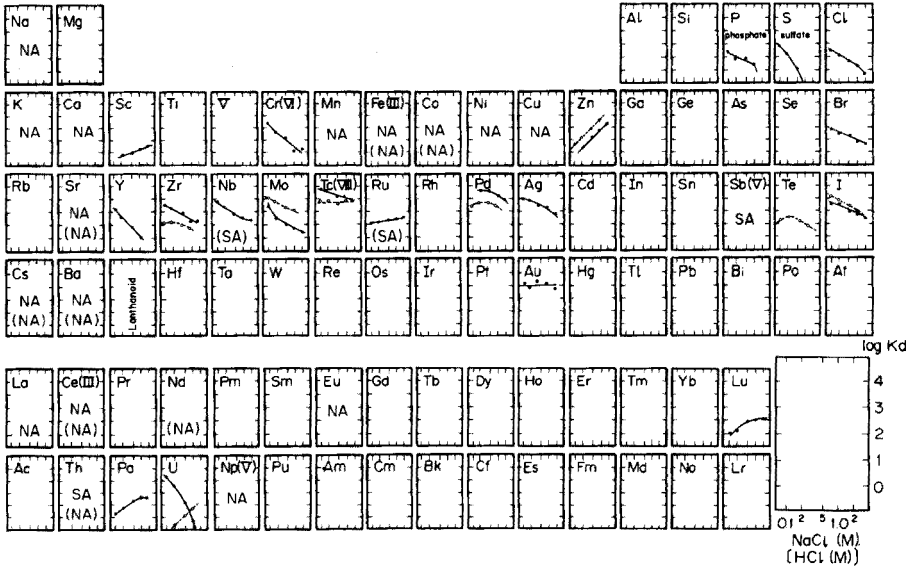 Na Mg Al Si P S Cl
phosphate sulfate
NA
K Ca Sc Ti V Cr(VI) Mn Fe(III) Co Ni Cu Zn Ga Ge As Se Br
NA NA NA NA NA NA NA
(NA) (NA)
Rb Sr Y Zr Nb Mo Tc(VII) Ru Rh Pd Ag Cd In Sn Sb(V) Te I
NA SA
(NA) (SA) (SA)
Cs Ba Hf Ta W Re Os Ir Pt Au Hg Tl Pb Bi Po At
Lanthanoid
NA NA
(NA) (NA)
log Kd
La Ce(III) Pr Nd Pm Sm Eu Gd Tb Dy Ho Er Tm Yb Lu
4
NA NA
3
NA (NA) (NA)
2
1
Ac Th Pa U Np(V) Pu Am Cm Bk Cf Es Fm Md No Lr
SA NA
0
(NA)
0.1 2 5 1.0 2
NaCl (M)
[HCl (M)]